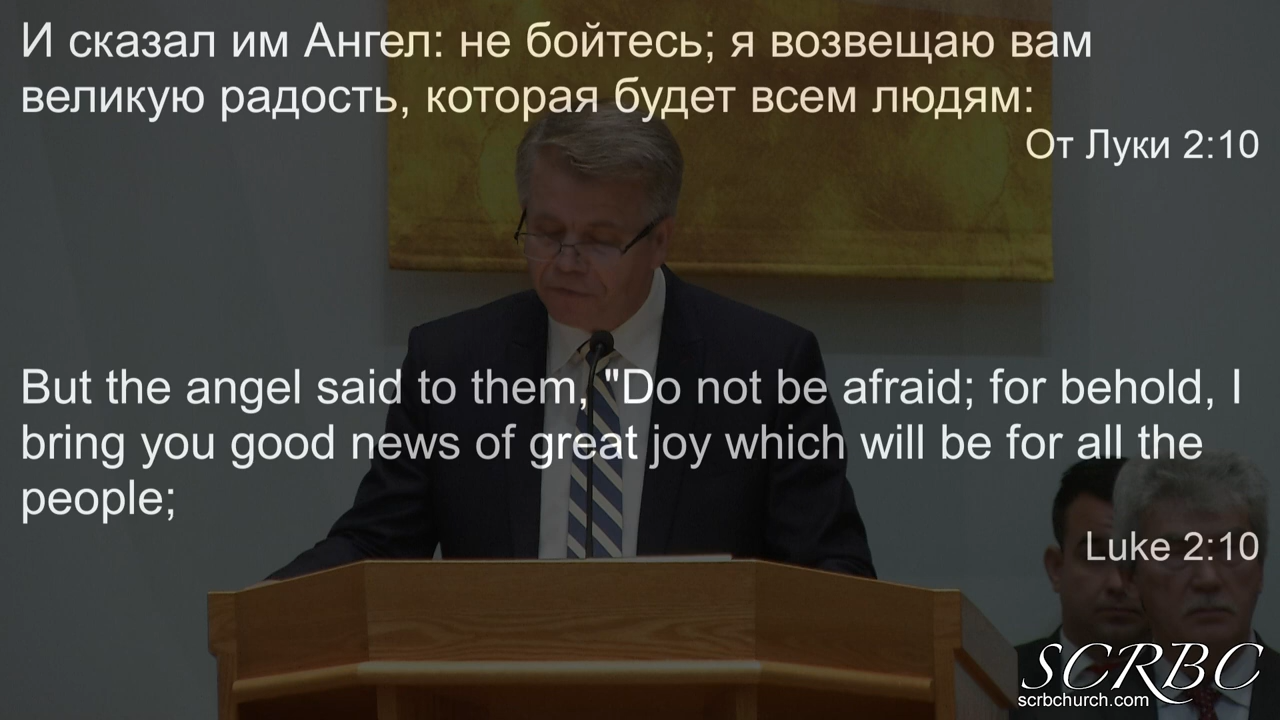 И сказал им Ангел: не бойтесь; я возвещаю вам
великую радость, которая будет всем людям:
От Луки 2:10
But the angel said to them, "Do not be afraid; for behold, I
bring you good news of great joy which will be for all the
people;
Luke 2:10
SCRBC
scrbchurch.com